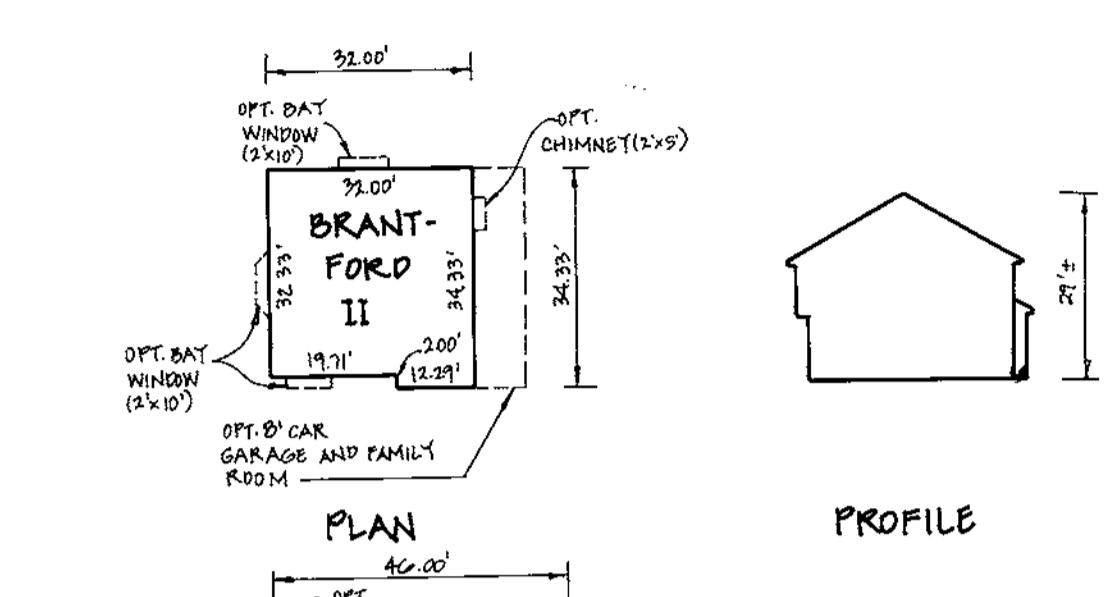 32.00'
OPT. BAY
WINDOW
(2'x10')
OPT.
CHIMNEY (2'x5')
32.00'
BRANT-
FORD
II
32.33'
34.33'
34.33'
29'±
19.71'
2.00'
12.29'
OPT. BAY
WINDOW
(2'x10')
OPT. 8' CAR
GARAGE AND FAMILY
ROOM
PLAN
PROFILE
46.00'
OPT.